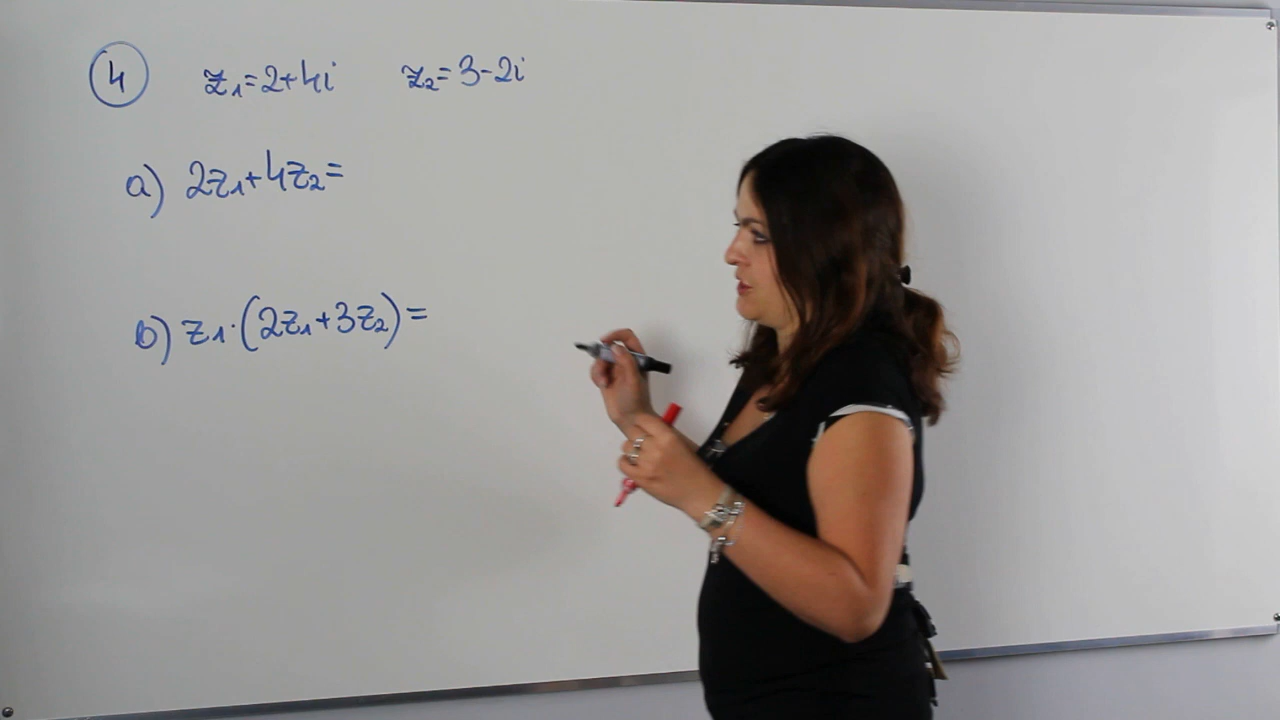 4 z₁=2+4i z₂=3-2i
a) 2z₁+4z₂=
b) z₁·(2z₁+3z₂)=